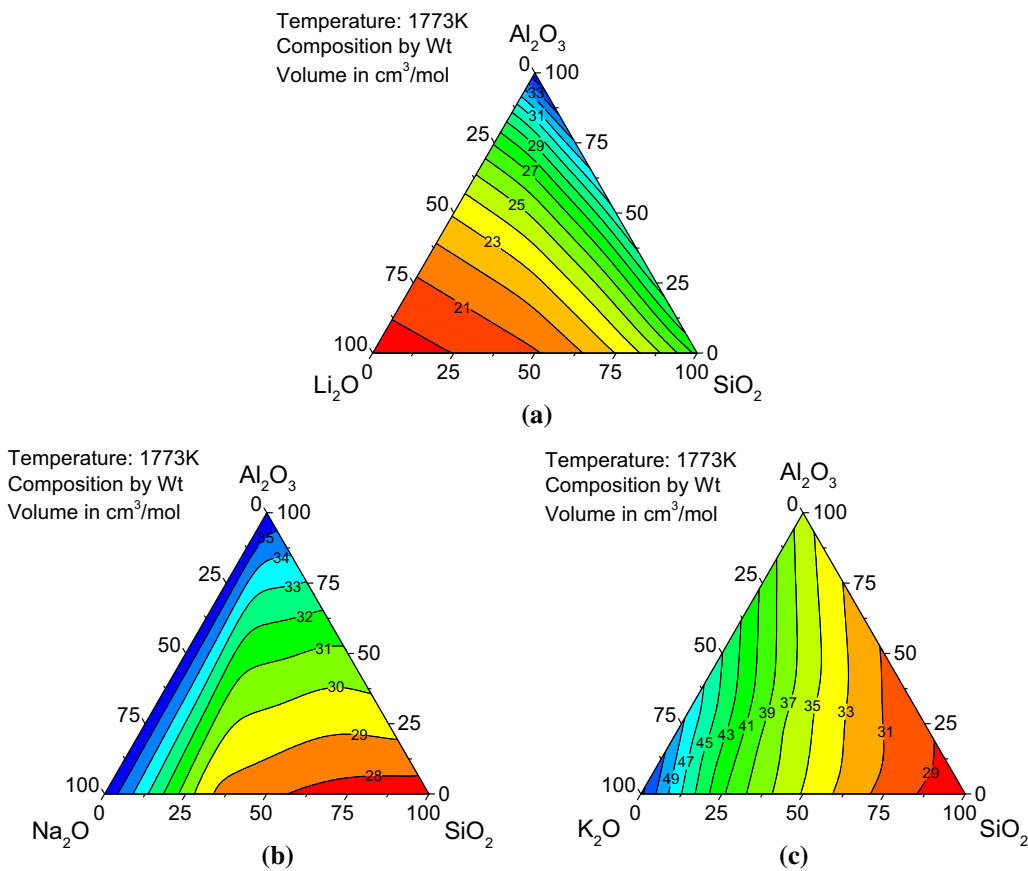 Temperature: 1773K
Composition by Wt
Volume in cm³/mol
Al₂O₃
0 100
33
31
25 75
29
27
50 25 50
23
75 25
21
100 0
0 25 50 75 100
Li₂O SiO₂
(a)
Temperature: 1773K
Composition by Wt
Volume in cm³/mol
Al₂O₃
0 100
35
34
25 33 75
32
50 31 50
30
75 25
29
28
100 0
0 25 50 75 100
Na₂O SiO₂
(b)
Temperature: 1773K
Composition by Wt
Volume in cm³/mol
Al₂O₃
0 100
25 75
50 50
75 25
49 47 45 43 41 39 37 35 33 31 29
100 0
0 25 50 75 100
K₂O SiO₂
(c)